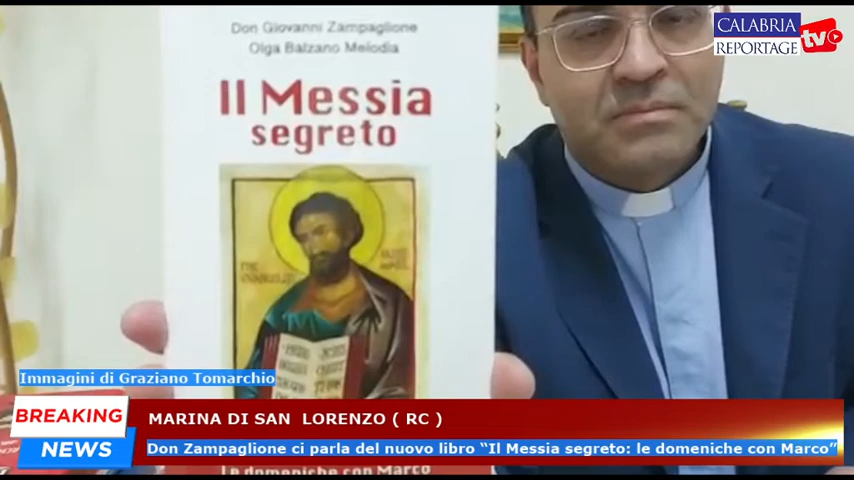 Don Giovanni Zampaglione
Olga Balzano Melodia
Il Messia
segreto
CALABRIA
REPORTAGE tv
Immagini di Graziano Tomarchio
BREAKING
NEWS
MARINA DI SAN LORENZO ( RC )
Don Zampaglione ci parla del nuovo libro “Il Messia segreto: le domeniche con Marco”
Le domeniche con Marco